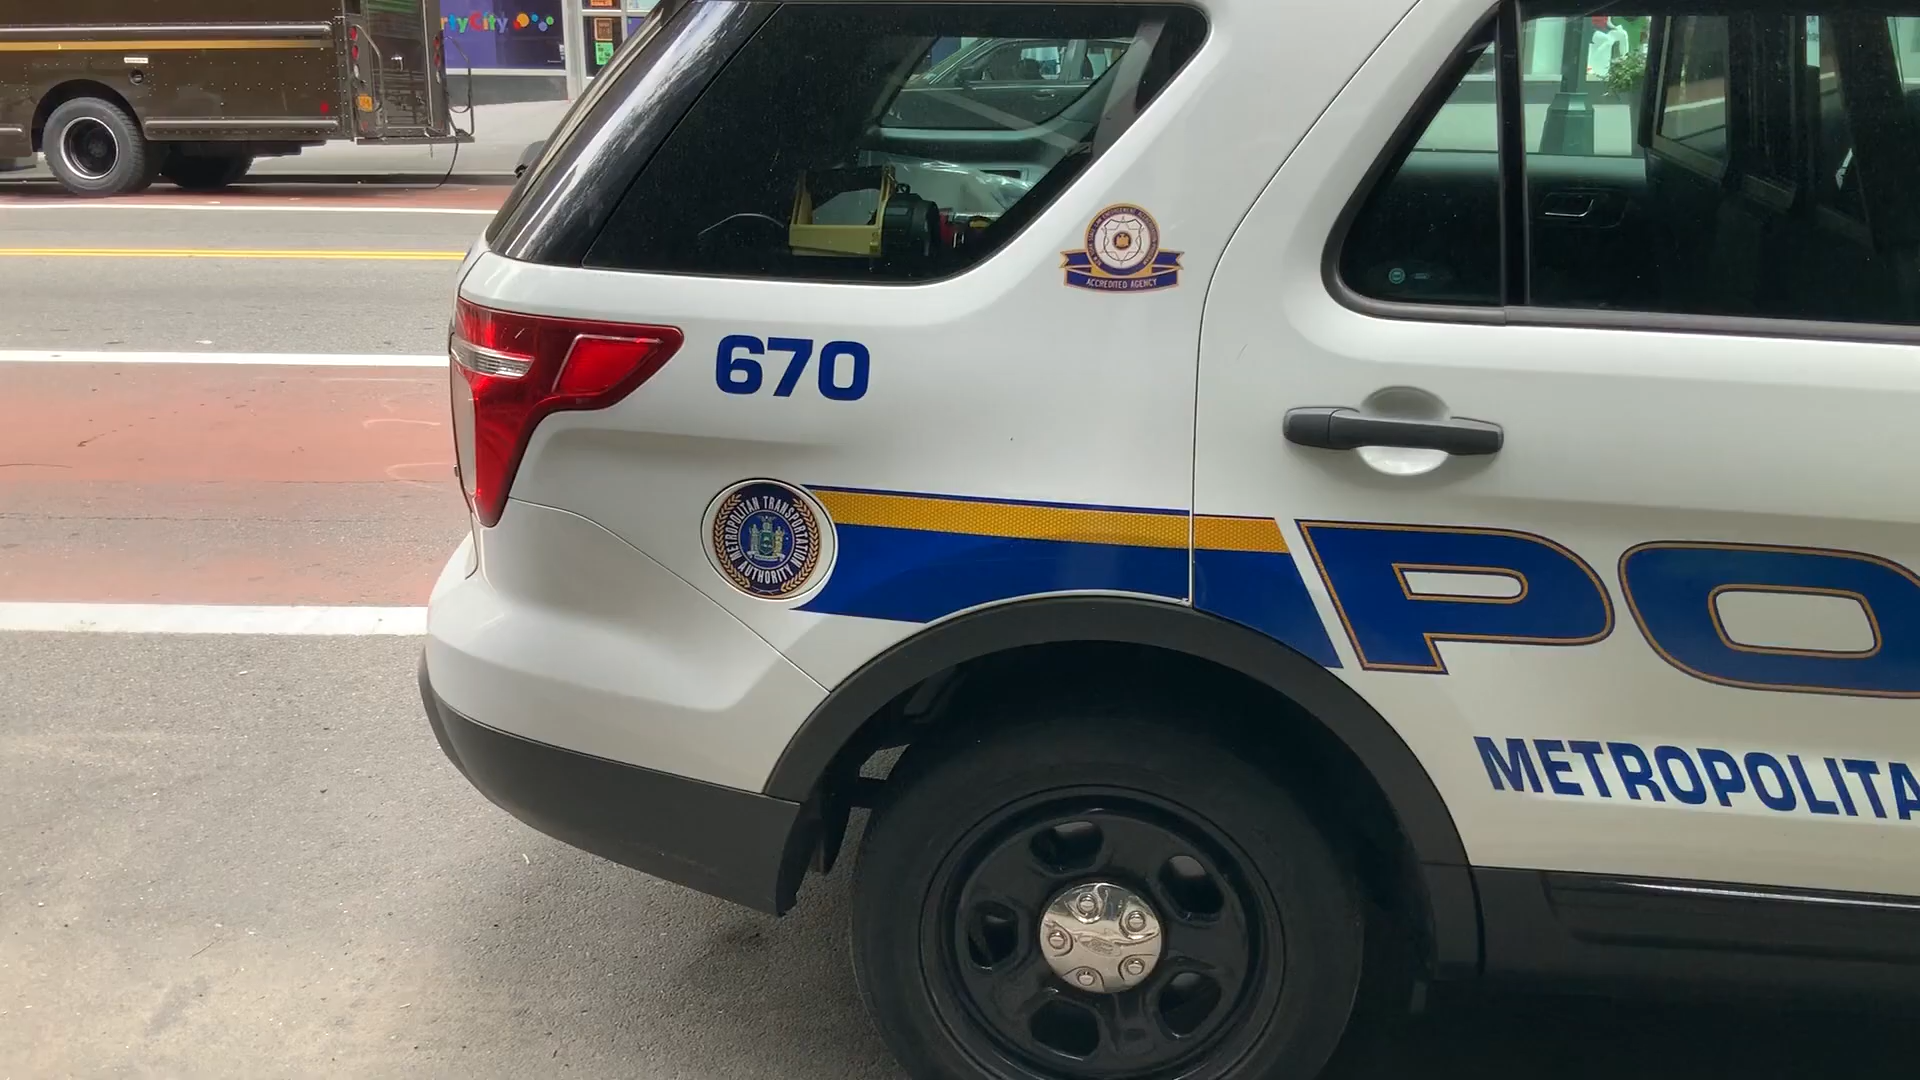 rtyCity
ACCREDITED AGENCY
670
METROPOLITAN TRANSPORTATION
AUTHORITY
PO
METROPOLITA